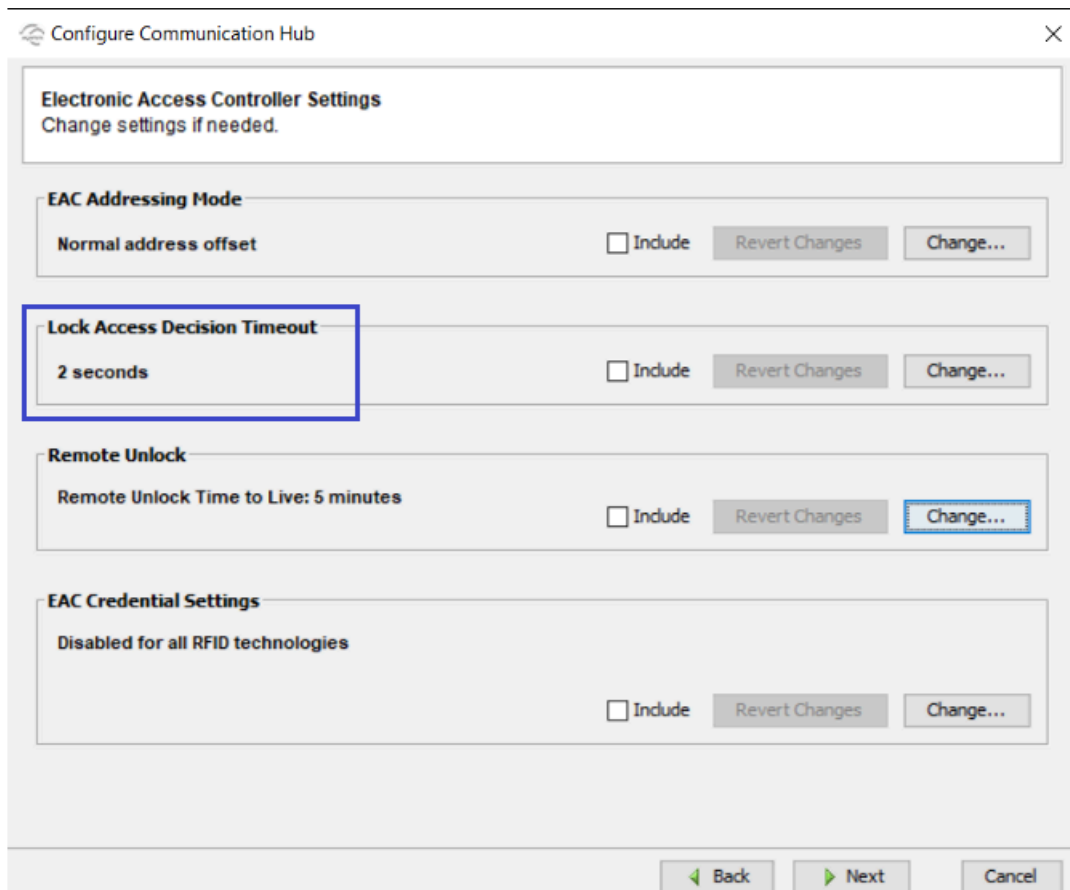 Configure Communication Hub
Electronic Access Controller Settings
Change settings if needed.
EAC Addressing Mode
Normal address offset
Include
Revert Changes
Change...
Lock Access Decision Timeout
2 seconds
Include
Revert Changes
Change...
Remote Unlock
Remote Unlock Time to Live: 5 minutes
Include
Revert Changes
Change...
EAC Credential Settings
Disabled for all RFID technologies
Include
Revert Changes
Change...
Back
Next
Cancel